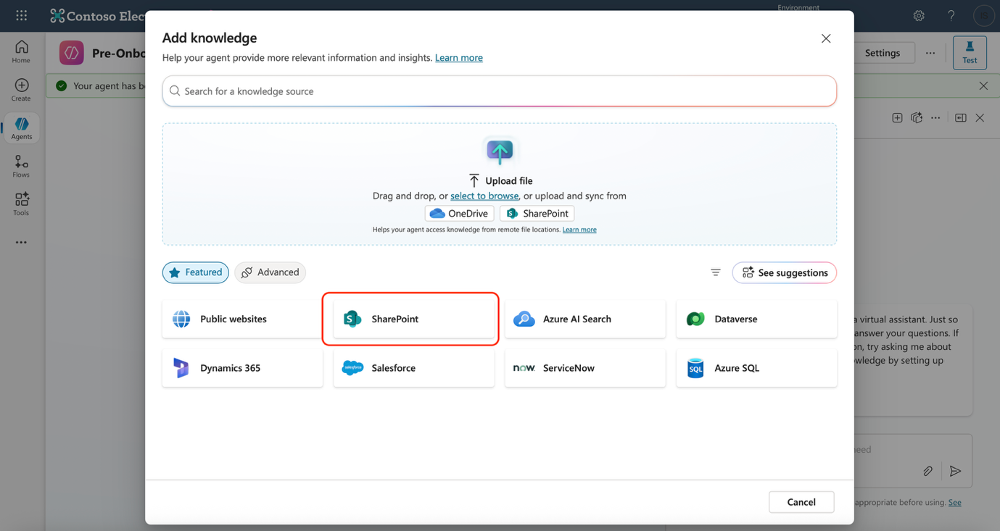 Environment
Contoso Elec
Add knowledge
Help your agent provide more relevant information and insights. Learn more
Search for a knowledge source
Home
Create
Agents
Flows
Tools
Pre-Onbo
Settings
Test
Your agent has be
Upload file
Drag and drop, or select to browse, or upload and sync from
OneDrive SharePoint
Helps your agent access knowledge from remote file locations. Learn more
Featured Advanced See suggestions
Public websites SharePoint Azure AI Search Dataverse
Dynamics 365 salesforce Salesforce now. ServiceNow SQL Azure SQL
a virtual assistant. Just so
answer your questions. If
on, try asking me about
wledge by setting up
need
appropriate before using. See
Cancel